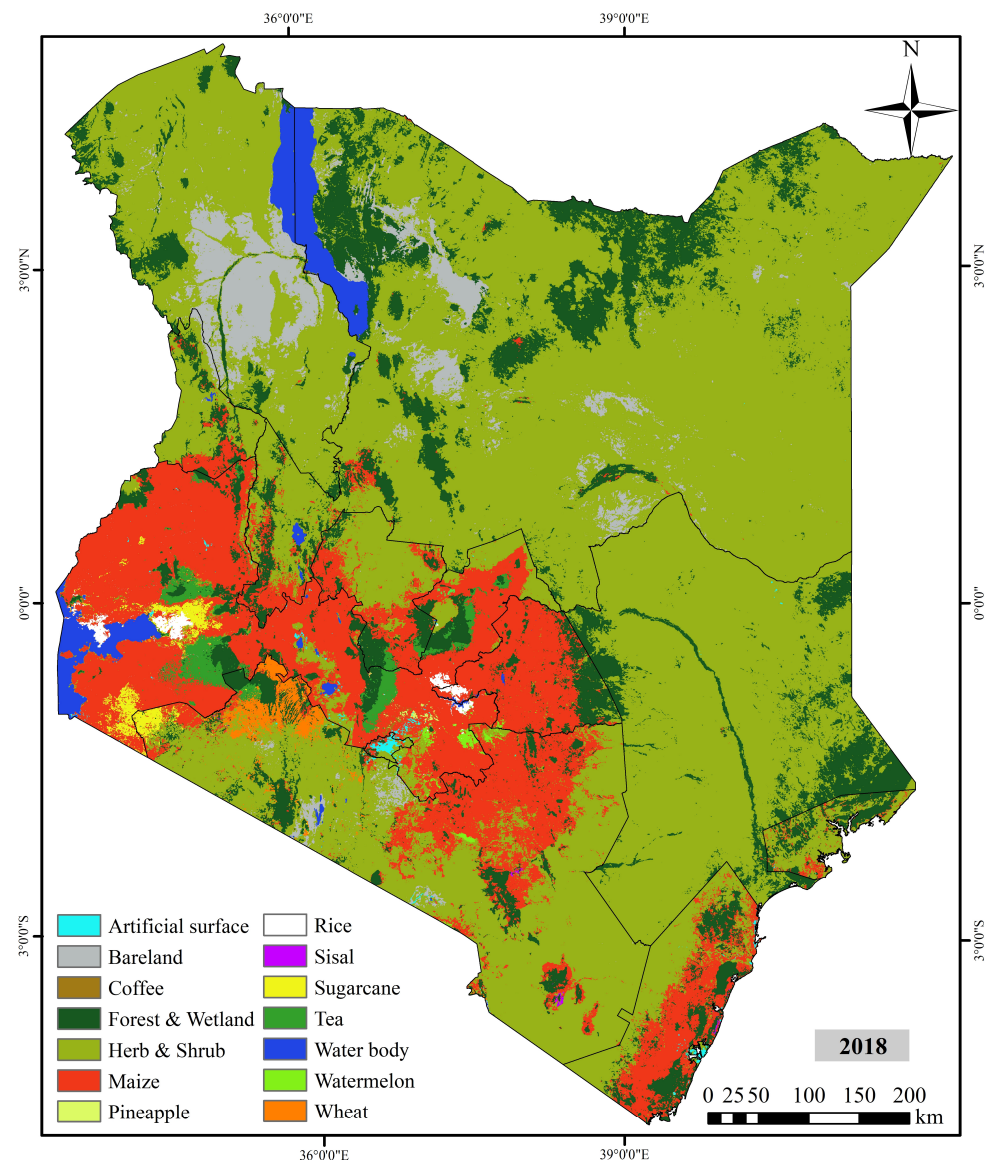 36°0'0"E 39°0'0"E
N
3°0'0"N 3°0'0"N
0°0'0" 0°0'0"
3°0'0"S 3°0'0"S
Artificial surface Rice
Bareland Sisal
Coffee Sugarcane
Forest & Wetland Tea
Herb & Shrub Water body
Maize Watermelon
Pineapple Wheat
2018
0 25 50 100 150 200
km
36°0'0"E 39°0'0"E